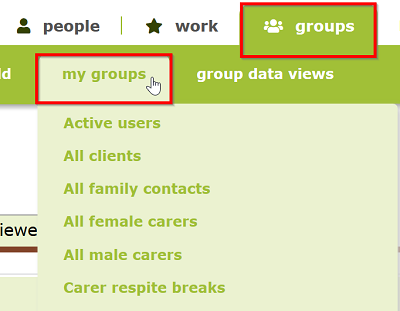 people work groups
ld my groups group data views
Active users
All clients
All family contacts
iewe All female carers
All male carers
Carer respite breaks